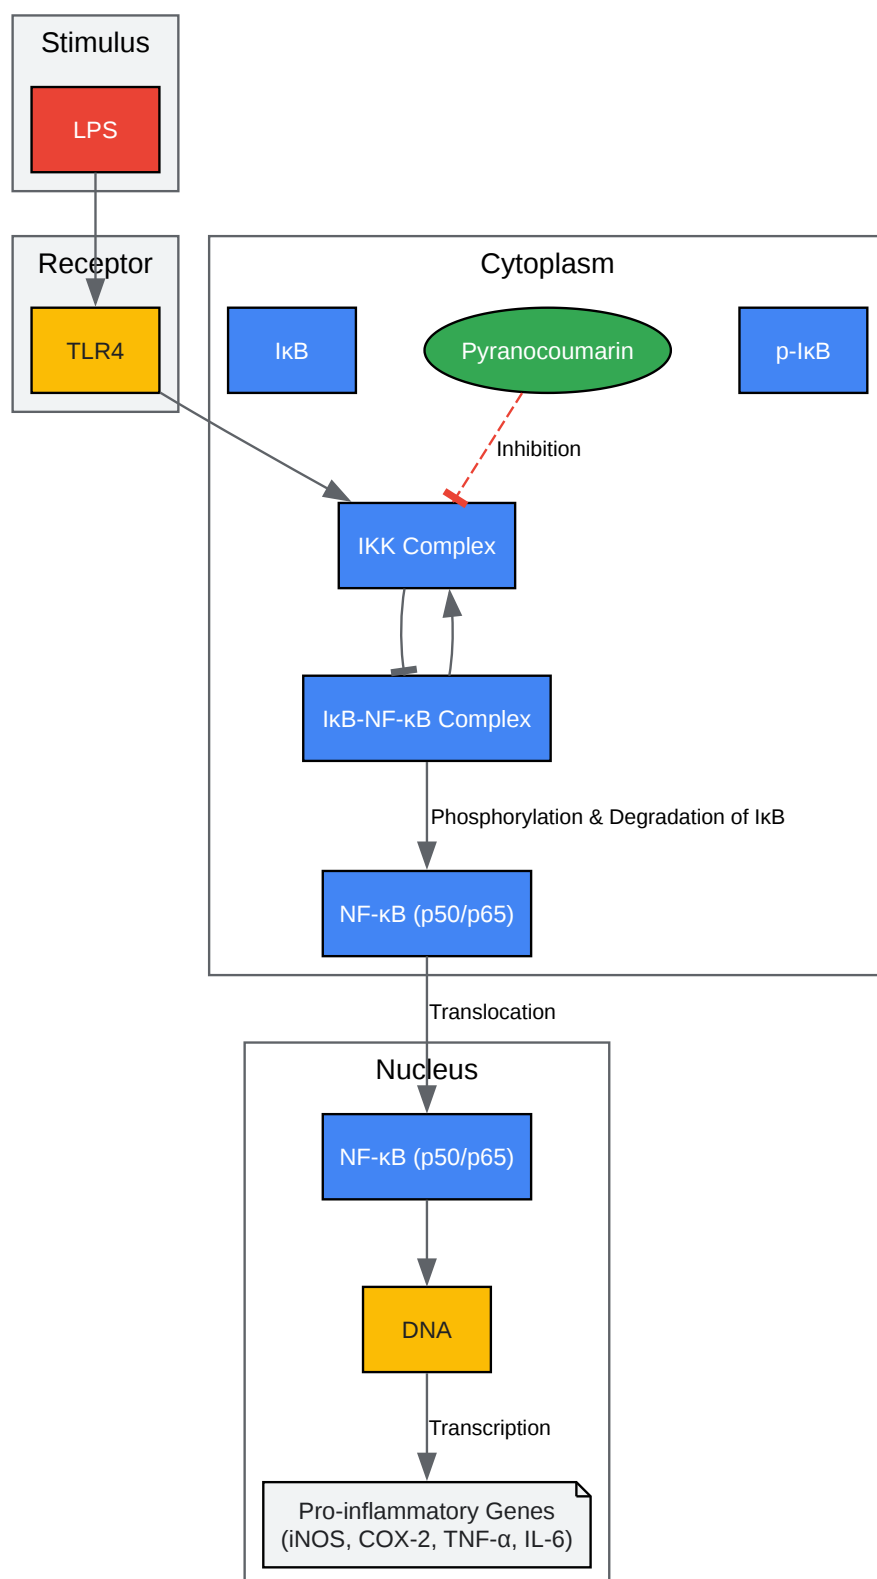 Stimulus
LPS
Receptor
TLR4
Cytoplasm
IκB
Pyranocoumarin
p-IκB
Inhibition
IKK Complex
IκB-NF-κB Complex
Phosphorylation & Degradation of IκB
NF-κB (p50/p65)
Translocation
Nucleus
NF-κB (p50/p65)
DNA
Transcription
Pro-inflammatory Genes
(iNOS, COX-2, TNF-α, IL-6)